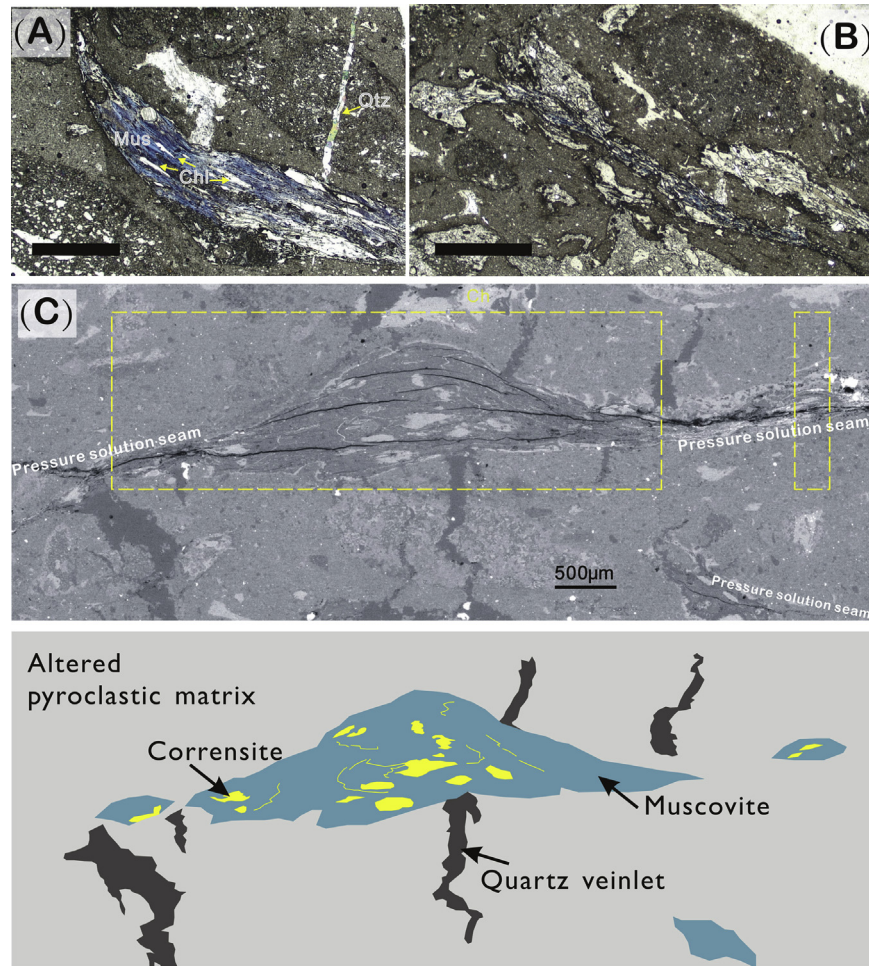 (A)
Mus
Chl
Qtz
(B)
(C)
Ch
Pressure solution seam
Pressure solution seam
500µm
Pressure solution seam
Altered
pyroclastic matrix
Corrensite
Muscovite
Quartz veinlet